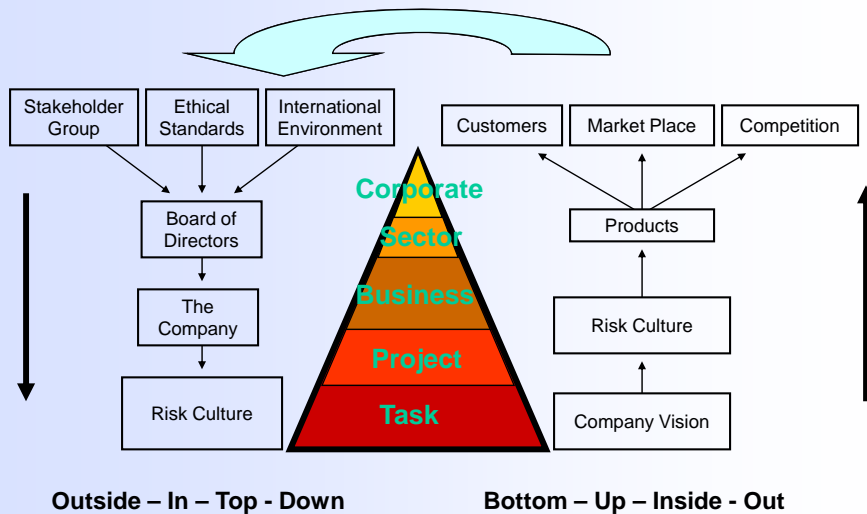 Stakeholder
Group
Ethical
Standards
International
Environment
Customers
Market Place
Competition
Board of
Directors
The
Company
Risk Culture
Corporate
Sector
Business
Project
Task
Products
Risk Culture
Company Vision
Outside – In – Top - Down
Bottom – Up – Inside - Out